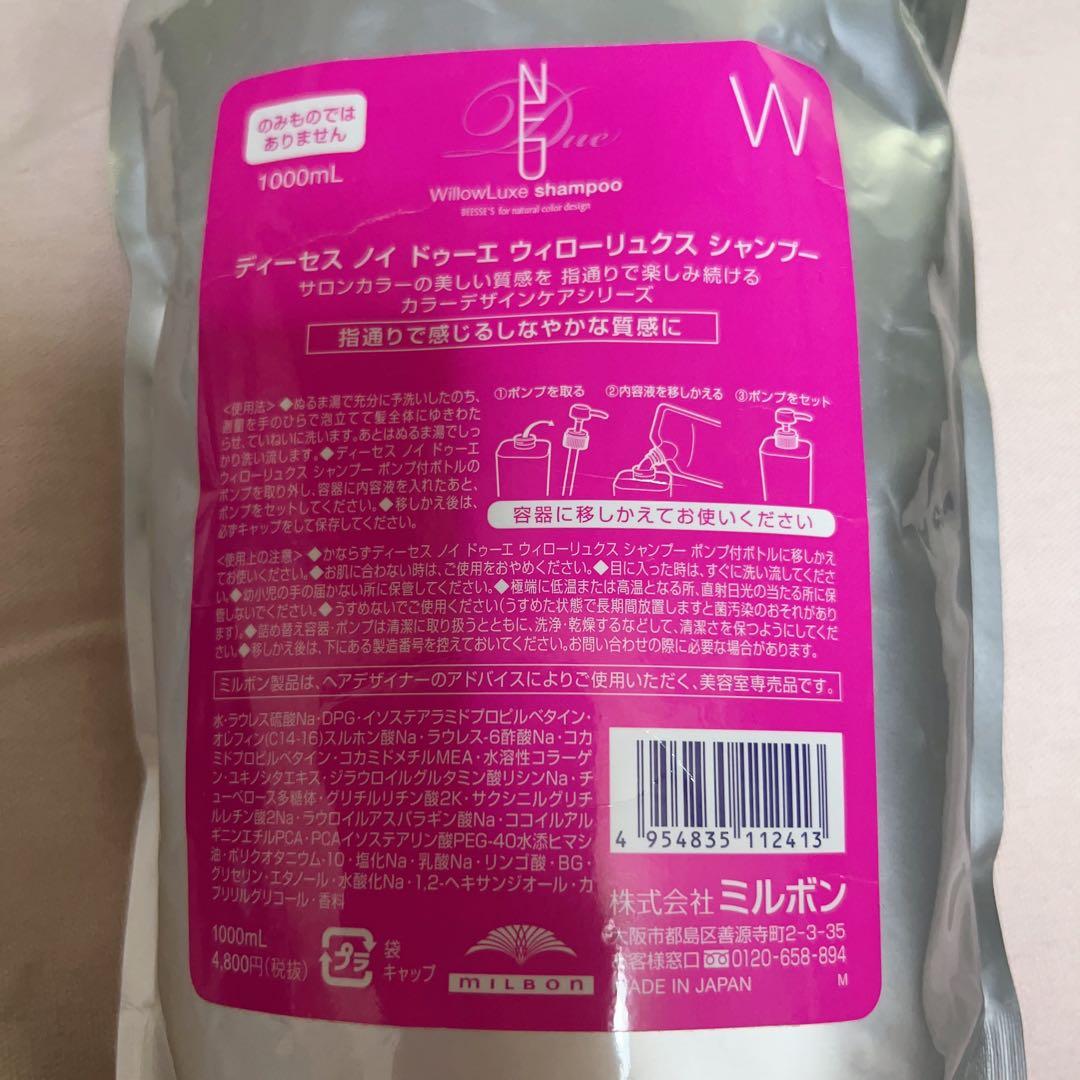 のみものでは
ありません
1000mL
NEU
Due
W
WillowLuxe shampoo
DEESSE'S for natural color design
ディーセス ノイ ドゥーエ ウィローリュクス シャンプー
サロンカラーの美しい質感を 指通りで楽しみ続ける
カラーデザインケアシリーズ
指通りで感じるしなやかな質感に
<使用法>◆ぬるま湯で充分に予洗いしたのち、
適量を手のひらで泡立てて髪全体にゆきわた
らせ、ていねいに洗います。あとはぬるま湯でしっ
かり洗い流します。◆ディーセス ノイ ドゥーエ
ウィローリュクス シャンプー ポンプ付ボトルの
ポンプを取り外し、容器に内容液を入れたあと、
ポンプをセットしてください。◆移しかえ後は、
必ずキャップをして保存してください。
①ポンプを取る ②内容液を移しかえる ③ポンプをセット
容器に移しかえてお使いください
<使用上の注意>◆かならずディーセス ノイ ドゥーエ ウィローリュクス シャンプー ポンプ付ボトルに移しかえ
てお使いください。◆お肌に合わない時は、ご使用をおやめください。◆目に入った時は、すぐに洗い流してくださ
い。◆幼小児の手の届かない所に保管してください。◆極端に低温または高温となる所、直射日光の当たる所に保
管しないでください。◆うすめないでご使用ください(うすめた状態で長期間放置しますと菌汚染のおそれがあり
ます)。◆詰め替え容器・ポンプは清潔に取り扱うとともに、洗浄・乾燥するなどして、清潔さを保つようにしてくだ
さい。◆移しかえ後は、下にある製造番号を控えておいてください。お問い合わせの際に必要な場合があります。
ミルボン製品は、ヘアデザイナーのアドバイスによりご使用いただく、美容室専売品です。
水・ラウレス硫酸Na・DPG・イソステアラミドプロピルベタイン・
オレフィン(C14-16)スルホン酸Na・ラウレス-6酢酸Na・コカ
ミドプロピルベタイン・コカミドメチルMEA・水溶性コラーゲ
ン・ユキノシタエキス・ジラウロイルグルタミン酸リシンNa・チ
ューベロース多糖体・グリチルリチン酸2K・サクシニルグリチ
ルレチン酸2Na・ラウロイルアスパラギン酸Na・ココイルアル
ギニンエチルPCA・PCAイソステアリン酸PEG-40水添ヒマシ
油・ポリクオタニウム-10・塩化Na・乳酸Na・リンゴ酸・BG・
グリセリン・エタノール・水酸化Na・1,2-ヘキサンジオール・カ
プリリルグリコール・香料
4 954835 112413
1000mL
4,800円(税抜)
プラ
袋
キャップ
MILBON
株式会社 ミルボン
大阪市都島区善源寺町2-3-35
お客様窓口 0120-658-894
MADE IN JAPAN
M